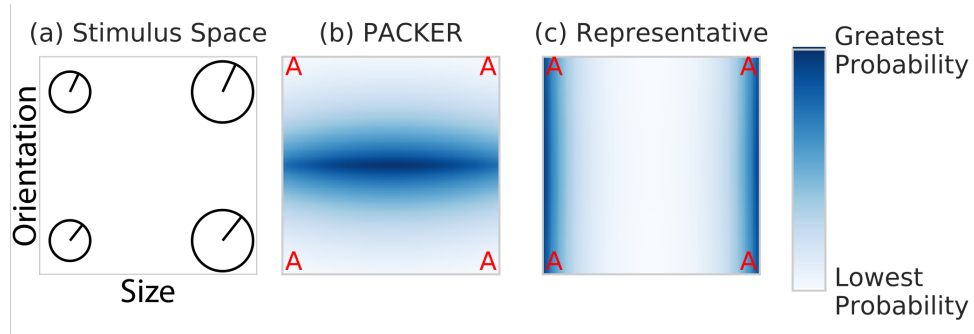 (a) Stimulus Space
(b) PACKER
(c) Representative
Orientation
Size
A A
A A
A A
A A
Greatest
Probability
Lowest
Probability